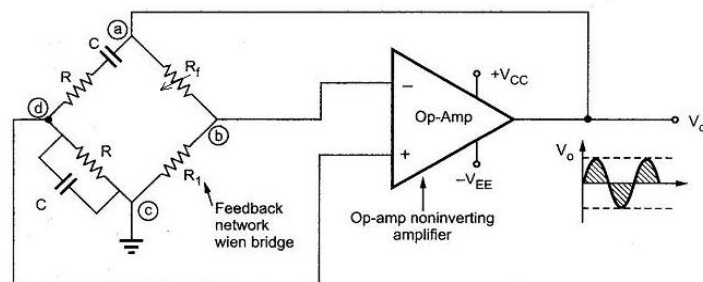 a
C
R
Rf
+VCC
d
−
Op-Amp
Vo
b
R
+
−VEE
Vo
C
R1
c
Feedback
network
wien bridge
Op-amp noninverting
amplifier